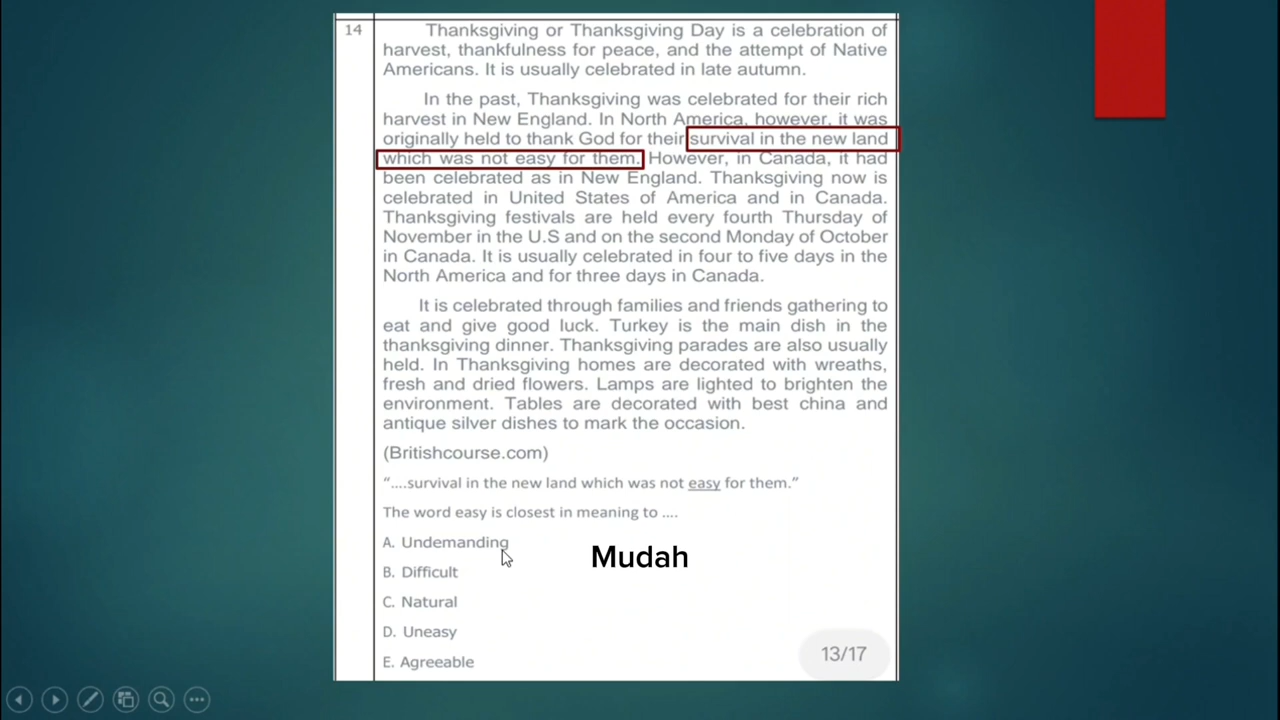 14
Thanksgiving or Thanksgiving Day is a celebration of
harvest, thankfulness for peace, and the attempt of Native
Americans. It is usually celebrated in late autumn.
In the past, Thanksgiving was celebrated for their rich
harvest in New England. In North America, however, it was
originally held to thank God for their survival in the new land
which was not easy for them. However, in Canada, it had
been celebrated as in New England. Thanksgiving now is
celebrated in United States of America and in Canada.
Thanksgiving festivals are held every fourth Thursday of
November in the U.S and on the second Monday of October
in Canada. It is usually celebrated in four to five days in the
North America and for three days in Canada.
It is celebrated through families and friends gathering to
eat and give good luck. Turkey is the main dish in the
thanksgiving dinner. Thanksgiving parades are also usually
held. In Thanksgiving homes are decorated with wreaths,
fresh and dried flowers. Lamps are lighted to brighten the
environment. Tables are decorated with best china and
antique silver dishes to mark the occasion.
(Britishcourse.com)
“....survival in the new land which was not easy for them.”
The word easy is closest in meaning to ....
A. Undemanding
Mudah
B. Difficult
C. Natural
D. Uneasy
E. Agreeable
13/17